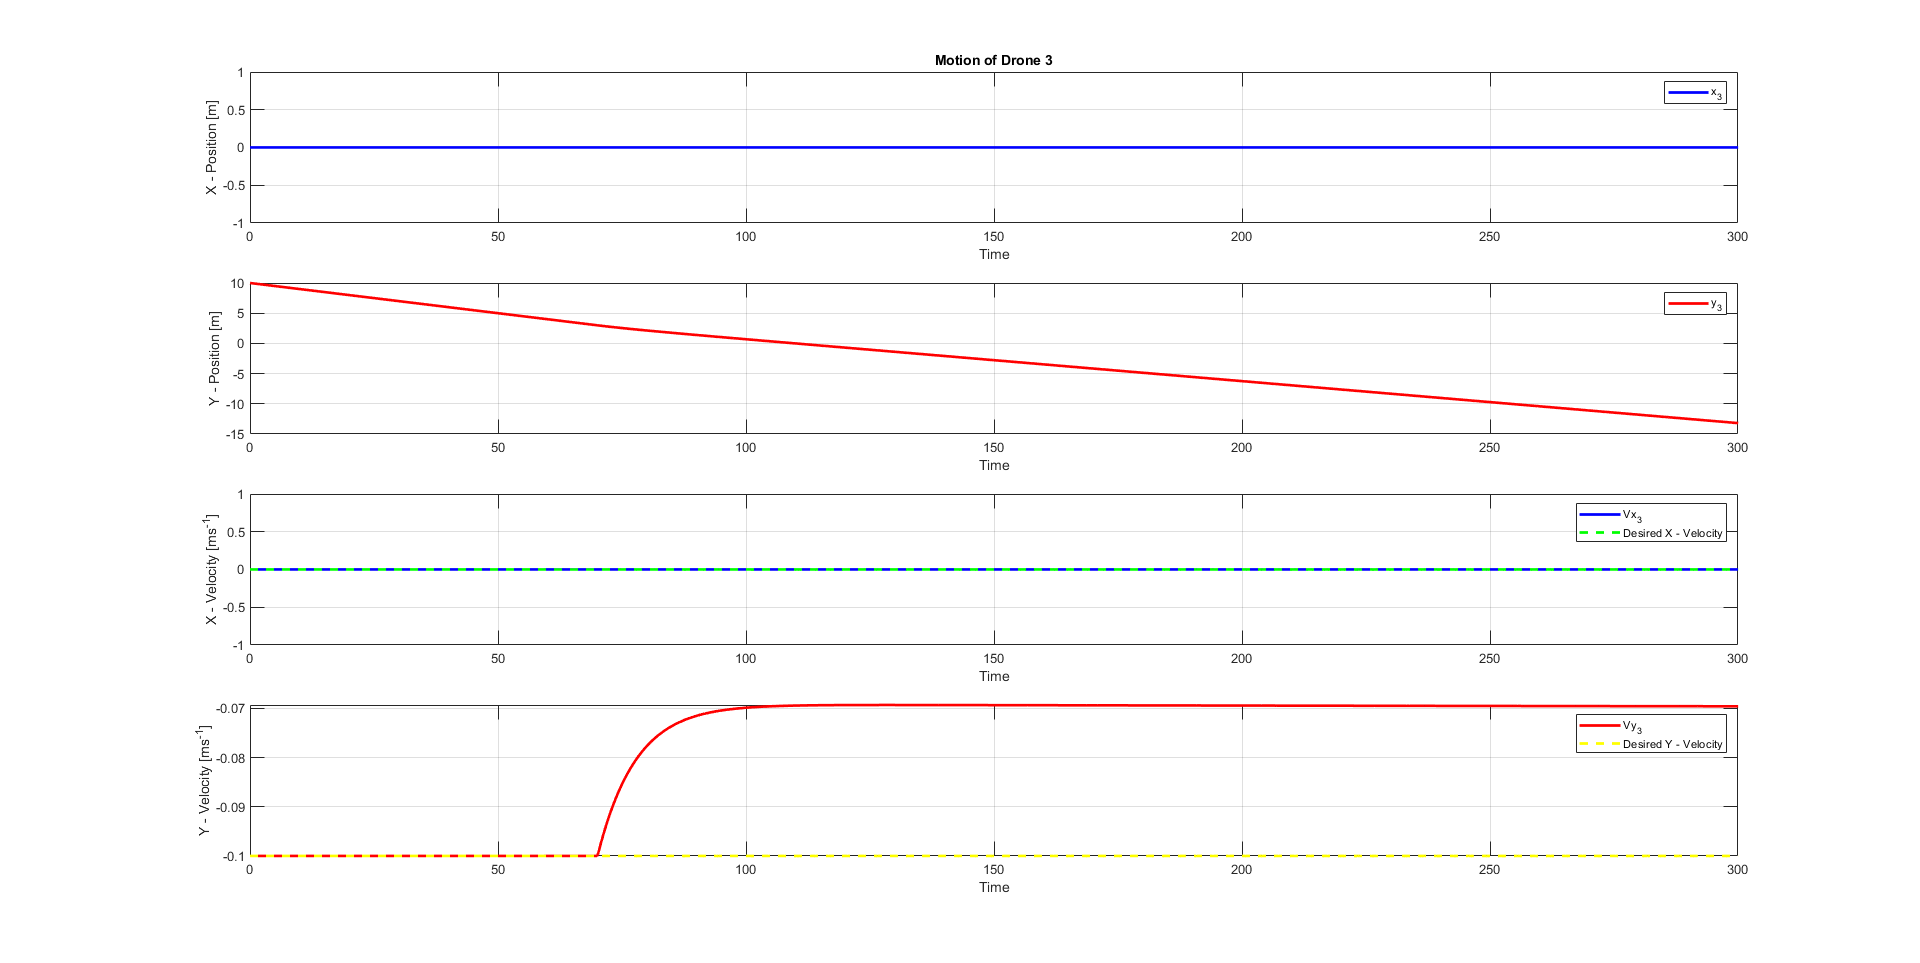 Motion of Drone 3
1
0.5
0
-0.5
-1
X - Position [m]
x3
0 50 100 150 200 250 300
Time
10
5
0
-5
-10
-15
Y - Position [m]
y3
0 50 100 150 200 250 300
Time
1
0.5
0
-0.5
-1
X - Velocity [ms-1]
Vx3
Desired X - Velocity
0 50 100 150 200 250 300
Time
-0.07
-0.08
-0.09
-0.1
Y - Velocity [ms-1]
Vy3
Desired Y - Velocity
0 50 100 150 200 250 300
Time